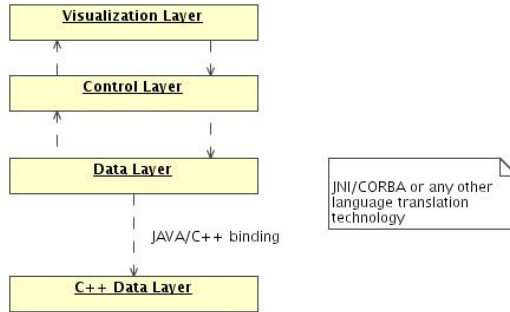 Visualization Layer
Control Layer
Data Layer
JNI/CORBA or any other
language translation
technology
JAVA/C++ binding
C++ Data Layer